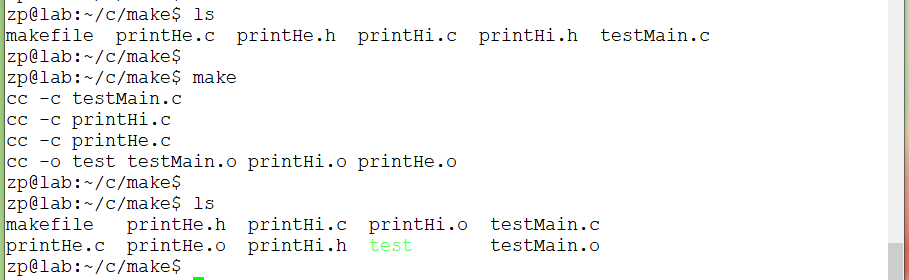 zp@lab:~/c/make$ ls
makefile  printHe.c  printHe.h  printHi.c  printHi.h  testMain.c
zp@lab:~/c/make$
zp@lab:~/c/make$ make
cc -c testMain.c
cc -c printHi.c
cc -c printHe.c
cc -o test testMain.o printHi.o printHe.o
zp@lab:~/c/make$
zp@lab:~/c/make$ ls
makefile   printHe.h  printHi.c  printHi.o  testMain.c
printHe.c  printHe.o  printHi.h  test       testMain.o
zp@lab:~/c/make$